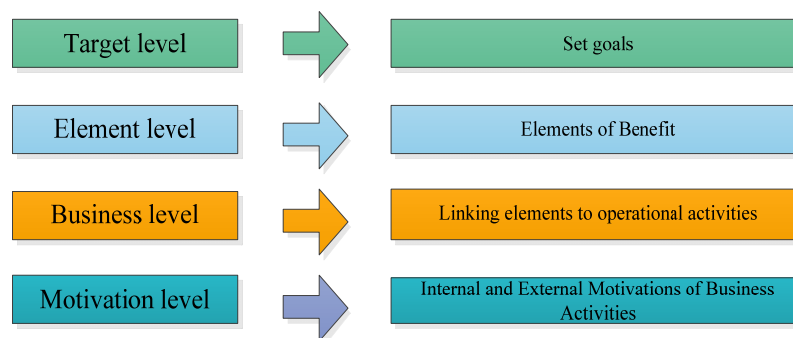 Target level
Set goals
Element level
Elements of Benefit
Business level
Linking elements to operational activities
Motivation level
Internal and External Motivations of Business
Activities